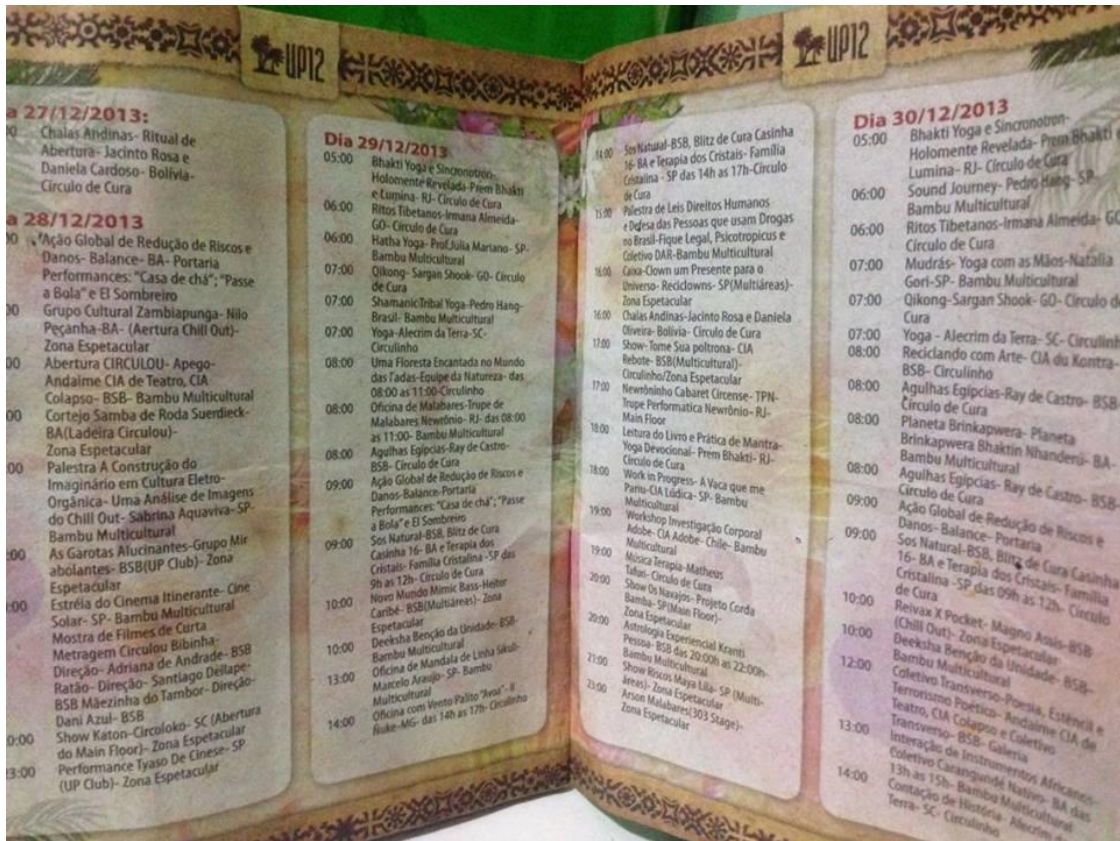 UP12
27/12/2013:
Chalas Andinas- Ritual de
Abertura- Jacinto Rosa e
Daniela Cardoso- Bolívia-
Círculo de Cura
28/12/2013
Ação Global de Redução de Riscos e
Danos- Balance- BA- Portaria
Performances: "Casa de chá"; "Passe
a Bola" e El Sombreiro
Grupo Cultural Zambiapunga- Nilo
Peçanha-BA- (Aertura Chill Out)-
Zona Espetacular
Abertura CIRCULOU- Apego-
Andaime CIA de Teatro, CIA
Colapso- BSB- Bambu Multicultural
Cortejo Samba de Roda Suerdieck-
BA(Ladeira Circulou)-
Zona Espetacular
Palestra A Construção do
Imaginário em Cultura Eletro-
Orgânica- Uma Análise de Imagens
do Chill Out- Sabrina Aquaviva-SP-
Bambu Multicultural
As Garotas Alucinantes-Grupo Mir
abolantes- BSB(UP Club)- Zona
Espetacular
Estréia do Cinema Itinerante- Cine
Solar- SP- Bambu Multicultural
Mostra de Filmes de Curta
Metragem Circulou Bibinha-
Direção- Adriana de Andrade- BSB
Ratão- Direção- Santiago Dellape-
BSB Mãezinha do Tambor- Direção-
Dani Azul- BSB
Show Katon-Circoloko- SC (Abertura
do Main Floor)- Zona Espetacular
Performance Tyaso De Cinese- SP
(UP Club)- Zona Espetacular
Dia 29/12/2013
05:00 Bhakti Yoga e Sincronotron-
Holomente Revelada-Prem Bhakti
e Lumina- RJ- Círculo de Cura
06:00 Ritos Tibetanos-Irmana Almeida-
GO- Círculo de Cura
06:00 Hatha Yoga- Prof.Julia Mariano- SP-
Bambu Multicultural
07:00 Qikong- Sargan Shook- GO- Círculo
de Cura
07:00 ShamanicTribal Yoga-Pedro Hang-
Brasil- Bambu Multicultural
07:00 Yoga-Alecrim da Terra-SC-
Circulinho
08:00 Uma Floresta Encantada no Mundo
das Fadas-Equipe da Natureza- das
08:00 as 11:00-Circulinho
08:00 Oficina de Malabares-Trupe de
Malabares Newrônio- RJ- das 08:00
as 11:00- Bambu Multicultural
08:00 Agulhas Egípcias-Ray de Castro-
BSB- Círculo de Cura
09:00 Ação Global de Redução de Riscos e
Danos-Balance-Portaria
Performances: "Casa de chá"; "Passe
a Bola" e El Sombreiro
09:00 Sos Natural-BSB, Blitz de Cura
Casinha 16- BA e Terapia dos
Cristais- Família Cristalina -SP das
9h as 12h- Círculo de Cura
10:00 Novo Mundo Mimic Bass-Heitor
Caribé- BSB(Multiáreas)- Zona
Espetacular
10:00 Deeksha Benção da Unidade- BSB-
Bambu Multicultural
13:00 Oficina de Mandala de Linha Sikuli-
Marcelo Araujo- SP- Bambu
Multicultural
14:00 Oficina com Vento Palito "Avoa"- Il
Ñuke-MG- das 14h as 17h- Circulinho
UP12
14:00 Sos Natural-BSB, Blitz de Cura Casinha
16- BA e Terapia dos Cristais- Família
Cristalina - SP das 14h as 17h-Círculo
de Cura
15:00 Palestra de Leis Direitos Humanos
e Defesa das Pessoas que usam Drogas
no Brasil-Fique Legal, Psicotropicus e
Coletivo DAR-Bambu Multicultural
16:00 Caixa-Clown um Presente para o
Universo- Reciclowns- SP(Multiáreas)-
Zona Espetacular
16:00 Chalas Andinas-Jacinto Rosa e Daniela
Oliveira- Bolívia- Círculo de Cura
17:00 Show- Tome Sua poltrona- CIA
Rebote- BSB(Multicultural)-
Circulinho/Zona Espetacular
17:00 Newrôninho Cabaret Circense- TPN-
Trupe Performatica Newrônio- RJ-
Main Floor
18:00 Leitura do Livro e Prática de Mantra-
Yoga Devocional- Prem Bhakti- RJ-
Círculo de Cura
18:00 Work in Progress- A Vaca que me
Pariu-CIA Lúdica- SP- Bambu
Multicultural
19:00 Workshop Investigação Corporal
Adobe- CIA Adobe- Chile- Bambu
Multicultural
19:00 Música Terapia-Matheus
Tafuri- Círculo de Cura
20:00 Show Os Navajos- Projeto Corda
Bamba- SP(Main Floor)-
Zona Espetacular
20:00 Astrologia Experiencial Kranti
Pessoa- BSB das 20:00h as 22:00h-
Bambu Multicultural
21:00 Show Riscos Maya Lila- SP (Multi-
áreas)- Zona Espetacular
23:00 Arson Malabares(303 Stage)-
Zona Espetacular
Dia 30/12/2013
05:00 Bhakti Yoga e Sincronotron-
Holomente Revelada- Prem Bhakti
Lumina- RJ- Círculo de Cura
06:00 Sound Journey- Pedro Hang- SP-
Bambu Multicultural
06:00 Ritos Tibetanos-Irmana Almeida-
Círculo de Cura
07:00 Mudrás- Yoga com as Mãos-Natália
Gori-SP- Bambu Multicultural
07:00 Qikong-Sargan Shook- GO- Círculo
Cura
07:00 Yoga - Alecrim da Terra- SC- Circulinh
08:00 Reciclando com Arte- CIA du Kontra-
BSB- Circulinho
08:00 Agulhas Egípcias-Ray de Castro- BSB-
Círculo de Cura
08:00 Planeta Brinkapwera- Planeta
Brinkapwera Bhaktin Nhandeni- BA-
Bambu Multicultural
08:00 Agulhas Egípcias- Ray de Castro- BSB
Círculo de Cura
09:00 Ação Global de Redução de Riscos e
Danos- Balance- Portaria
09:00 Sos Natural-BSB, Blitz de Cura Casinha
16- BA e Terapia dos Cristais- Família
Cristalina -SP das 09h as 12h- Círculo
de Cura
10:00 Reivax X Pocket- Magno Assis-BSB
(Chill Out)- Zona Espetacular
10:00 Deeksha Benção da Unidade- BSB-
Bambu Multicultural
12:00 Coletivo Transverso-Poesia, Estêncil e
Terrorismo Poético- Andaime CIA de
Teatro, CIA Colapso e Coletivo
Transverso- BSB- Galeria
13:00 Interação de Instrumentos Africanos-
Coletivo Carangundé Nativo- BA das
13h as 15h- Bambu Multicultural
14:00 Contação de História- Alecrim
Terra- SC- Circulinho